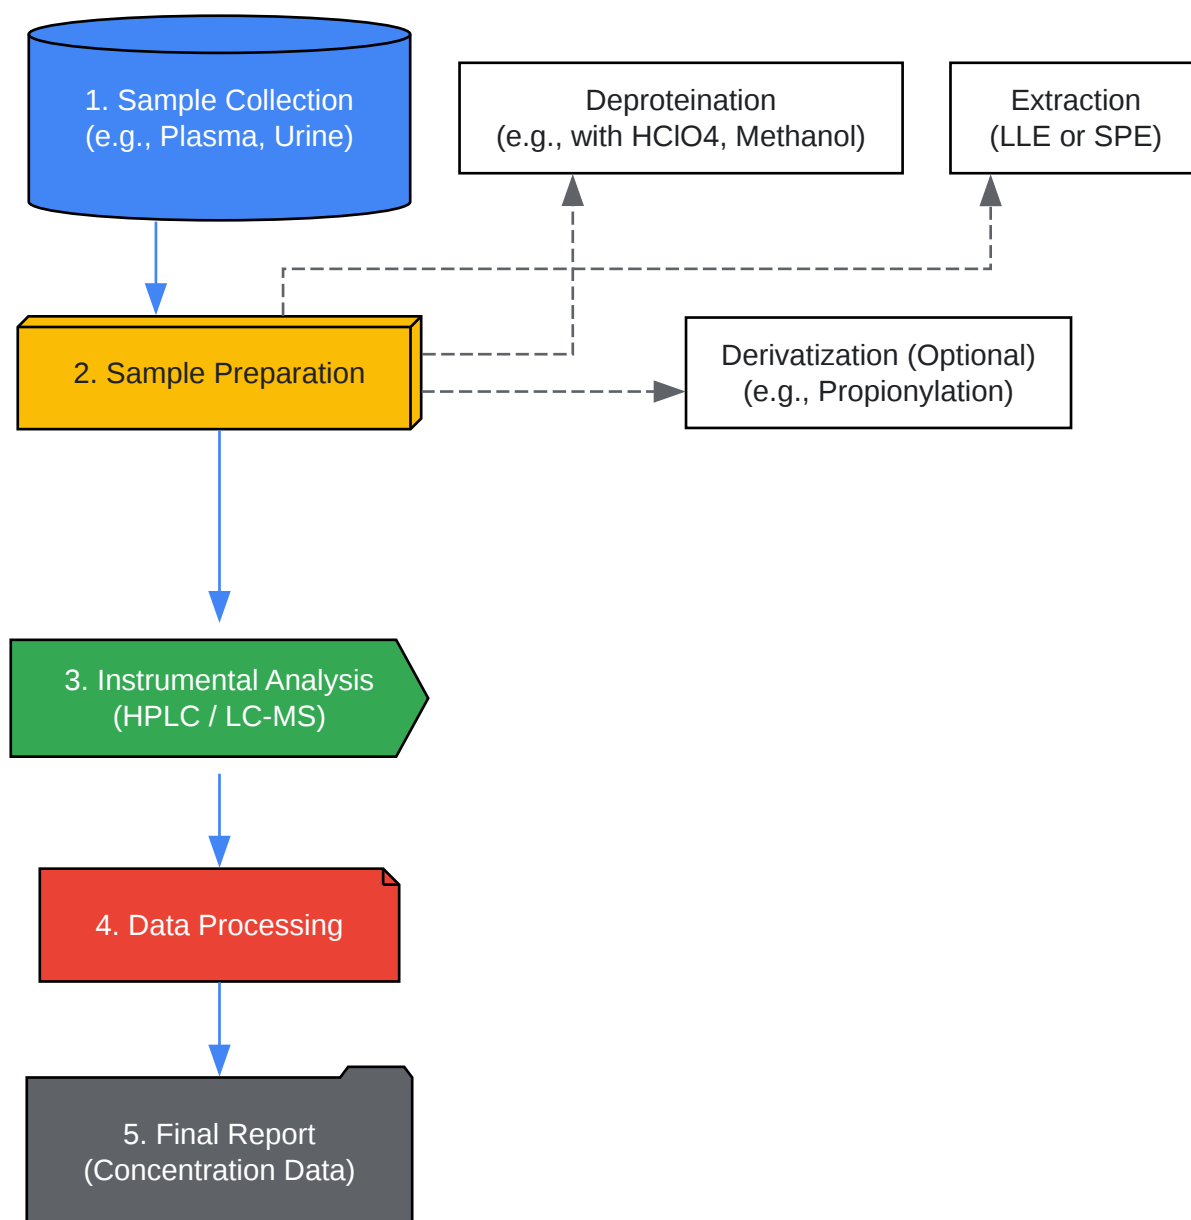 1. Sample Collection
(e.g., Plasma, Urine)
Deproteination
(e.g., with HClO4, Methanol)
Extraction
(LLE or SPE)
2. Sample Preparation
Derivatization (Optional)
(e.g., Propionylation)
3. Instrumental Analysis
(HPLC / LC-MS)
4. Data Processing
5. Final Report
(Concentration Data)